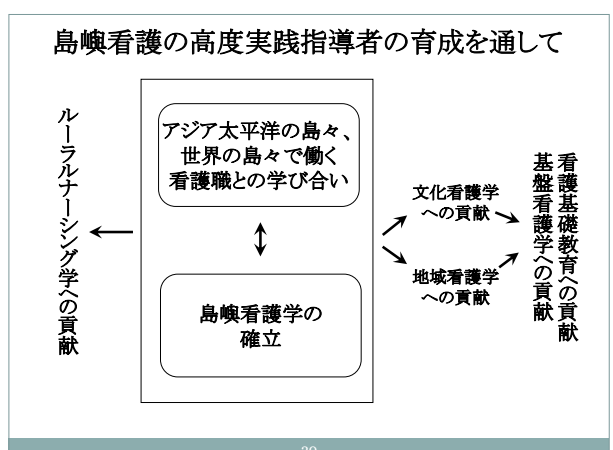 島嶼看護の高度実践指導者の育成を通して
ルーラルナーシング学への貢献
アジア太平洋の島々、
世界の島々で働く
看護職との学び合い
島嶼看護学の
確立
文化看護学
への貢献
地域看護学
への貢献
看護基礎教育への貢献
基盤看護学への貢献